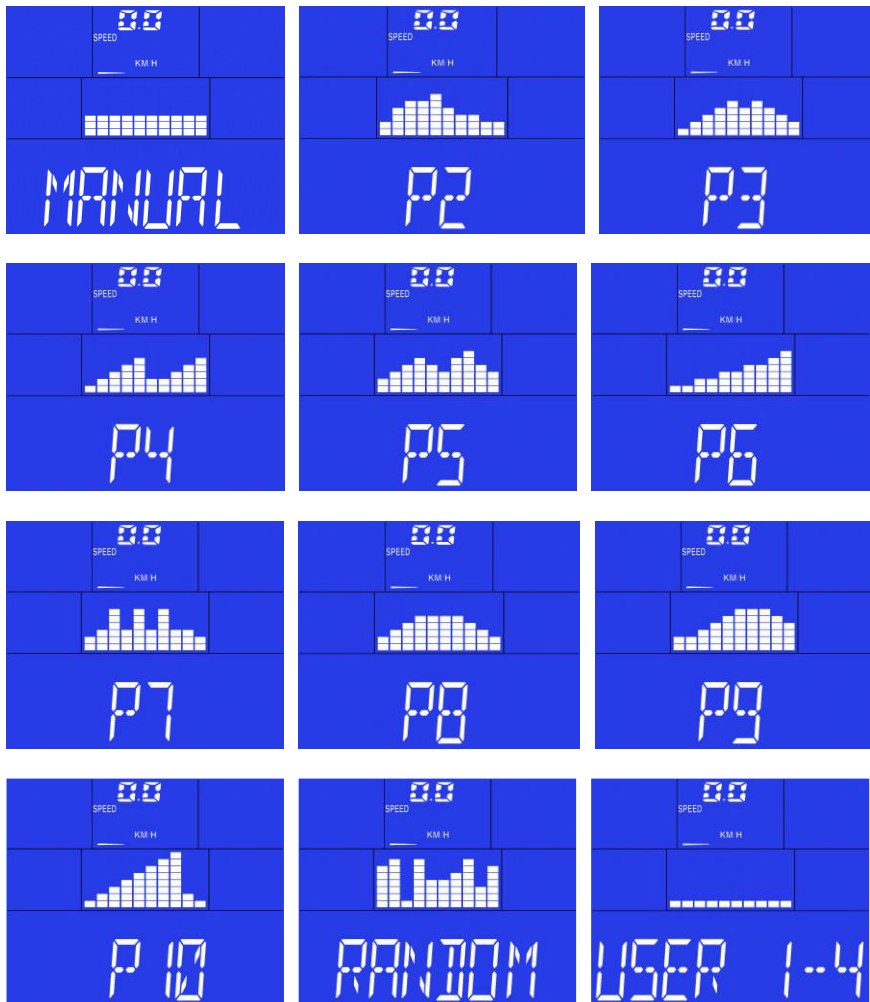 0.0
SPEED
KM/H
MANUAL
0.0
SPEED
KM/H
P2
0.0
SPEED
KM/H
P3
0.0
SPEED
KM/H
P4
0.0
SPEED
KM/H
P5
0.0
SPEED
KM/H
P6
0.0
SPEED
KM/H
P7
0.0
SPEED
KM/H
P8
0.0
SPEED
KM/H
P9
0.0
SPEED
KM/H
P10
0.0
SPEED
KM/H
RANDOM
0.0
SPEED
KM/H
USER 1-4